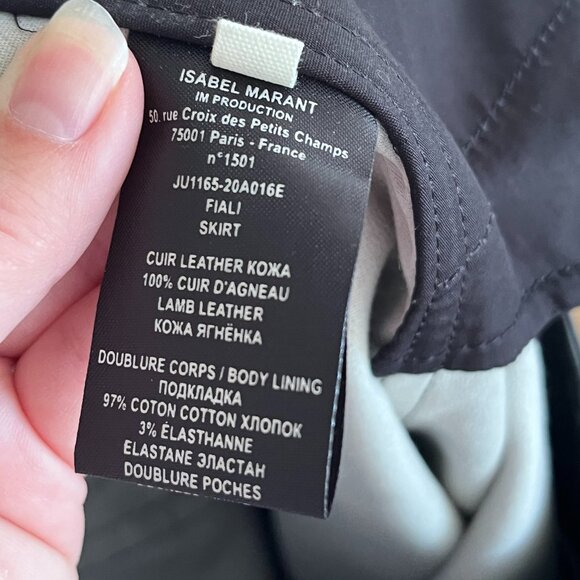 ISABEL MARANT
IM PRODUCTION
50, rue Croix des Petits Champs
75001 Paris - France
n°1501
JU1165-20A016E
FIALI
SKIRT
CUIR LEATHER КОЖА
100% CUIR D'AGNEAU
LAMB LEATHER
КОЖА ЯГНЁНКА
DOUBLURE CORPS / BODY LINING
ПОДКЛАДКА
97% COTON COTTON ХЛОПОК
3% ÉLASTHANNE
ELASTANE ЭЛАСТАН
DOUBLURE POCHES